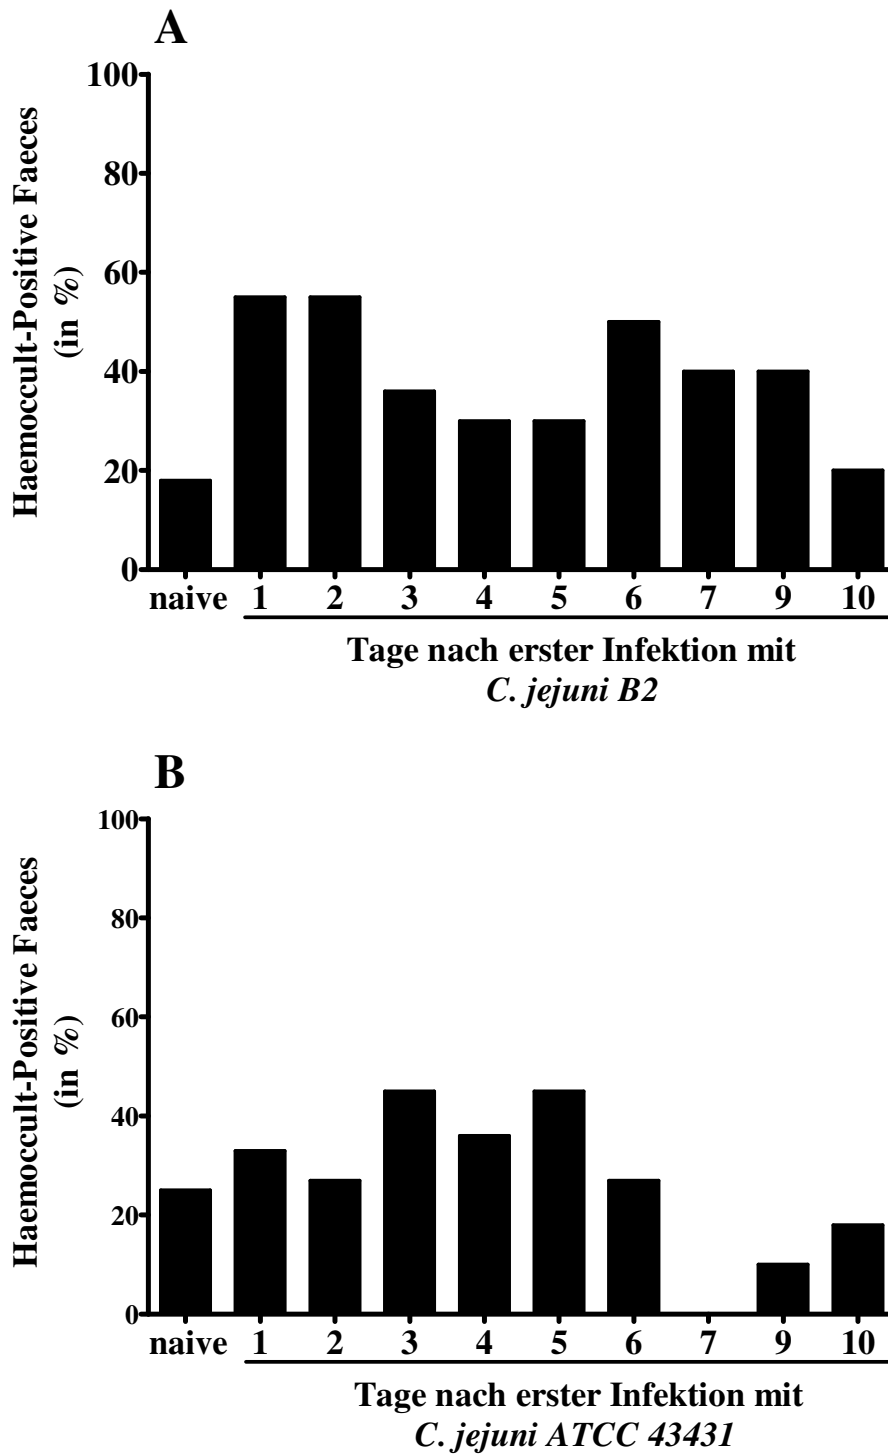 A
Haemoccult-Positive Faeces
(in %)
100
80
60
40
20
0
naive 1 2 3 4 5 6 7 9 10
Tage nach erster Infektion mit
C. jejuni B2
B
Haemoccult-Positive Faeces
(in %)
100
80
60
40
20
0
naive 1 2 3 4 5 6 7 9 10
Tage nach erster Infektion mit
C. jejuni ATCC 43431